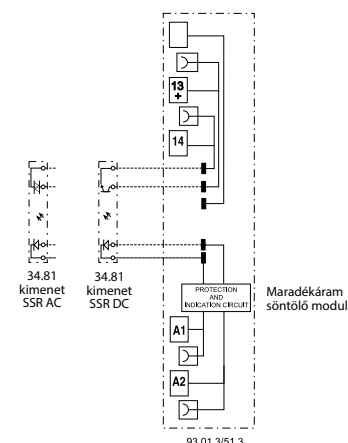 13
+
14
34.81
kimenet
SSR AC
34.81
kimenet
SSR DC
PROTECTION
AND
INDICATION CIRCUIT
Maradékáram
söntölő modul
A1
A2
93.01.3/51.3